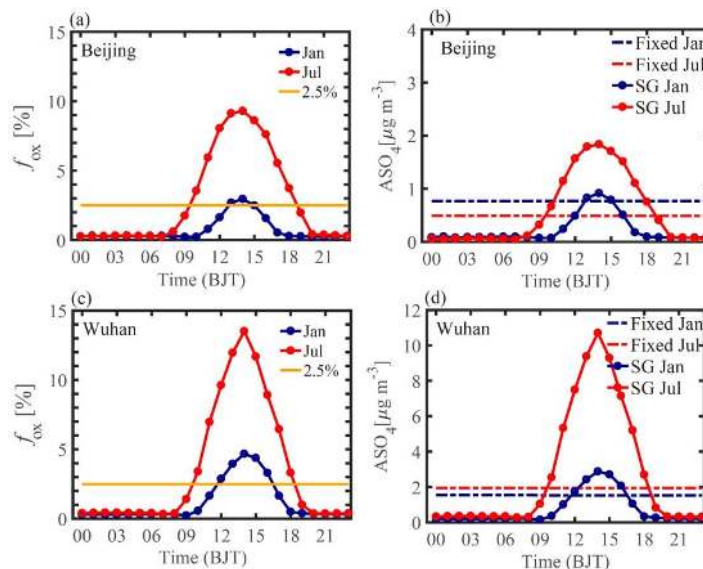 (a)
Beijing
Jan
Jul
2.5%
f_ox [%]
15
10
5
0
00 03 06 09 12 15 18 21
Time (BJT)
(b)
Beijing
Fixed Jan
Fixed Jul
SG Jan
SG Jul
ASO₄[µg m⁻³]
4
3
2
1
0
00 03 06 09 12 15 18 21
Time (BJT)
(c)
Wuhan
Jan
Jul
2.5%
f_ox [%]
15
10
5
0
00 03 06 09 12 15 18 21
Time (BJT)
(d)
Wuhan
Fixed Jan
Fixed Jul
SG Jan
SG Jul
ASO₄[µg m⁻³]
12
10
8
6
4
2
0
00 03 06 09 12 15 18 21
Time (BJT)